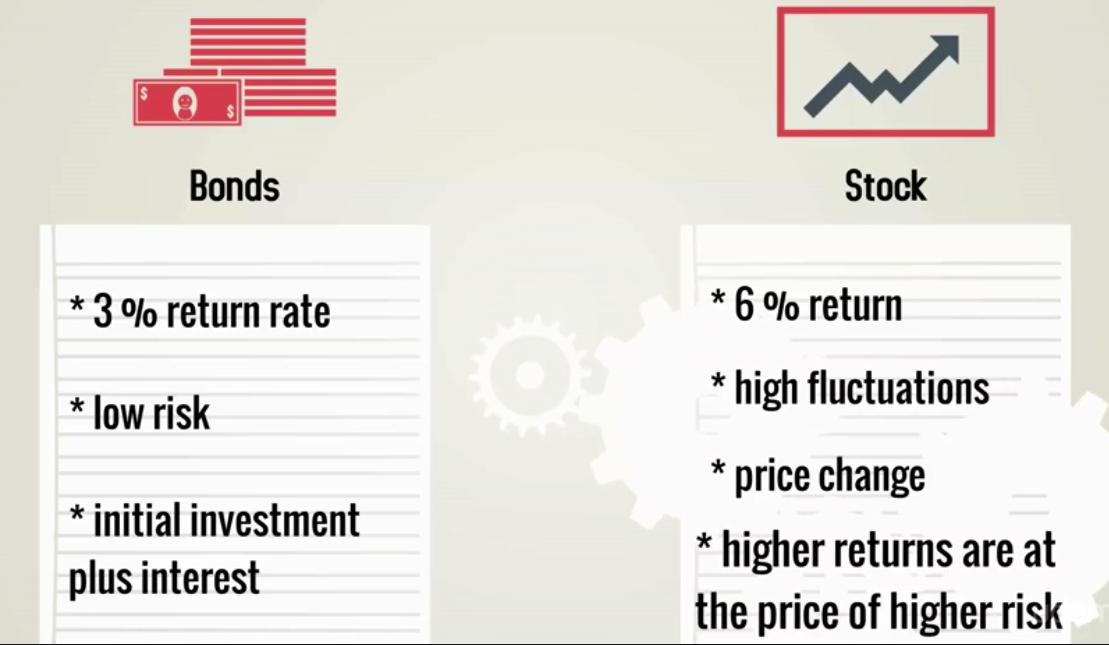 Bonds
* 3 % return rate
* low risk
* initial investment
plus interest
Stock
* 6 % return
* high fluctuations
* price change
* higher returns are at
the price of higher risk